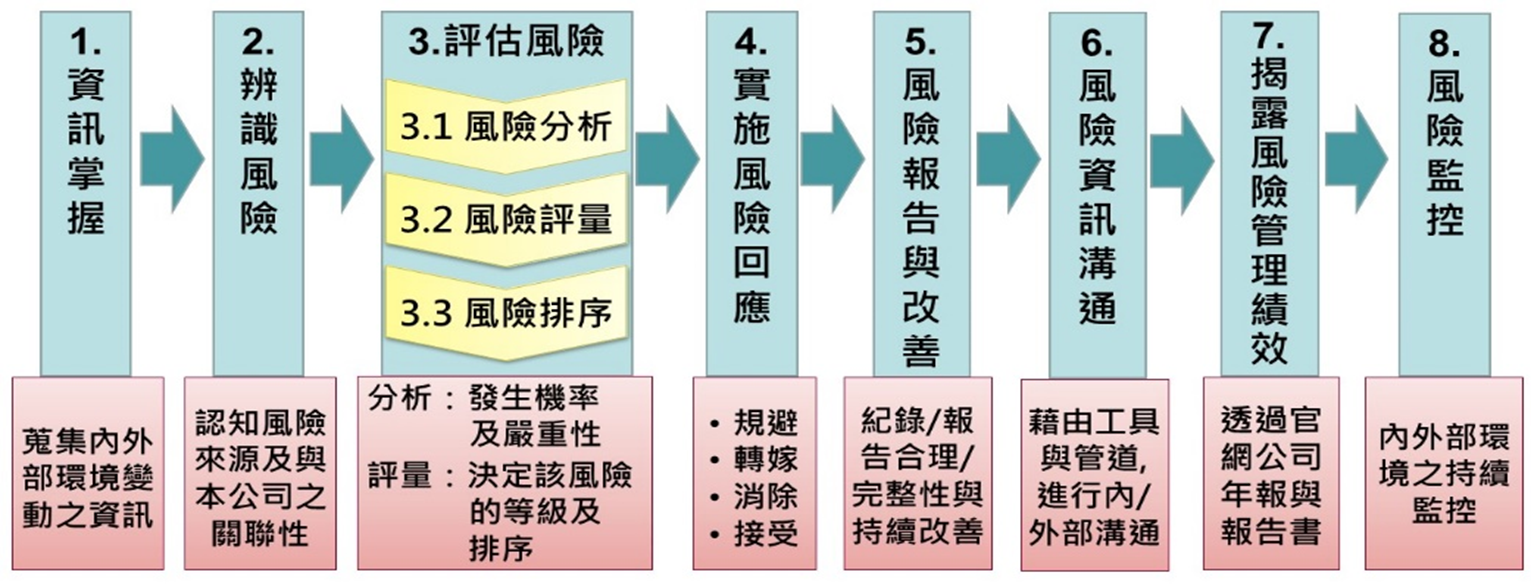 1.
資訊掌握
2.
辨識風險
3.評估風險
3.1 風險分析
3.2 風險評量
3.3 風險排序
4.
實施風險回應
5.
風險報告與改善
6.
風險資訊溝通
7.
揭露風險管理績效
8.
風險監控
蒐集內外
部環境變
動之資訊
認知風險
來源及與
本公司之
關聯性
分析：發生機率
及嚴重性
評量：決定該風險
的等級及
排序
• 規避
• 轉嫁
• 消除
• 接受
紀錄/報
告合理/
完整性與
持續改善
藉由工具
與管道,
進行內/
外部溝通
透過官
網公司
年報與
報告書
內外部環
境之持續
監控